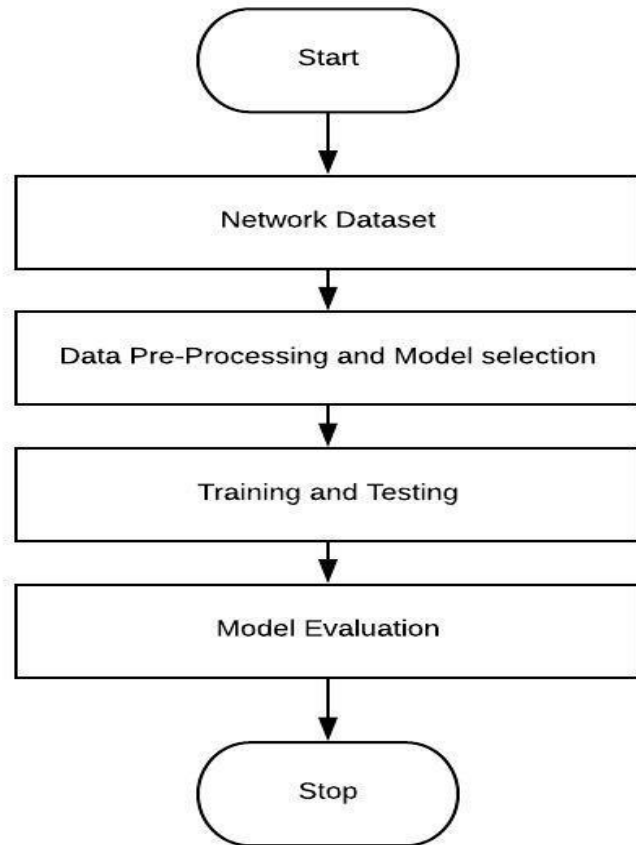 Start
Network Dataset
Data Pre-Processing and Model selection
Training and Testing
Model Evaluation
Stop